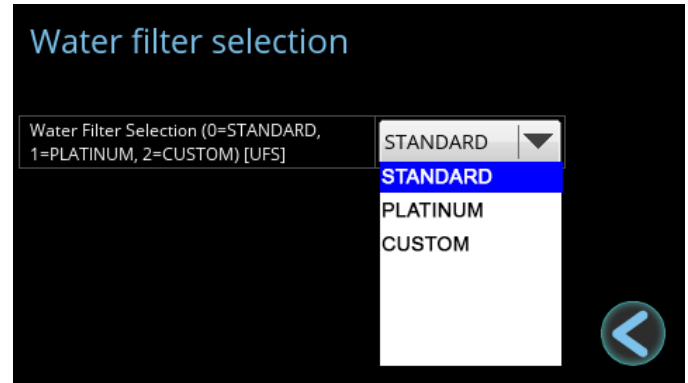 Water filter selection
Water Filter Selection (0=STANDARD,
1=PLATINUM, 2=CUSTOM) [UFS]
STANDARD
STANDARD
PLATINUM
CUSTOM